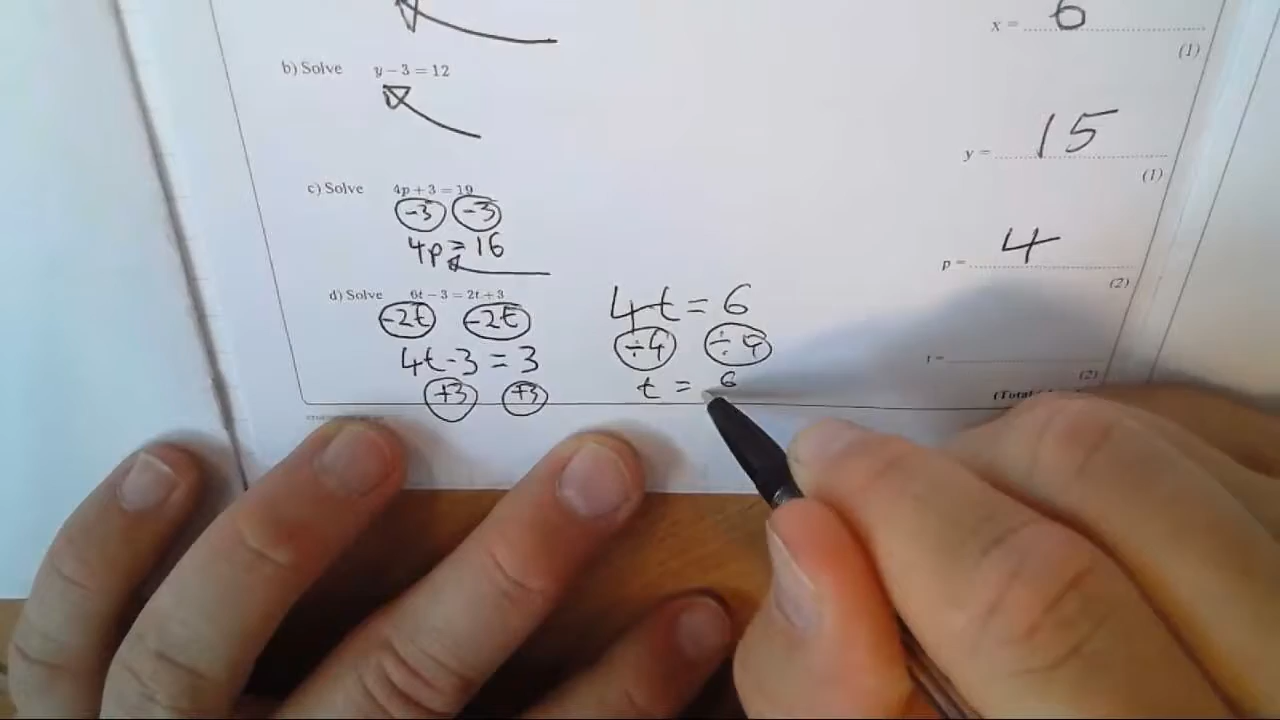 x = 6
(1)
b) Solve y − 3 = 12
y = 15
(1)
c) Solve 4p + 3 = 19
-3 -3
4p = 16
p = 4
(2)
d) Solve 6t − 3 = 2t + 3
-2t -2t
4t - 3 = 3
+3 +3
4t = 6
÷4 ÷4
t = 6
t =
(2)
(Total